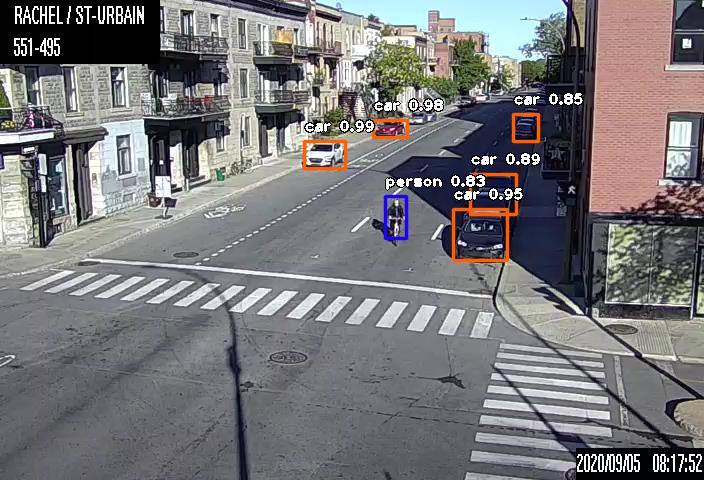 RACHEL / ST-URBAIN
551-495
car 0.85
car 0.98
car 0.99
car 0.89
person 0.83
car 0.95
2020/09/05 08:17:52